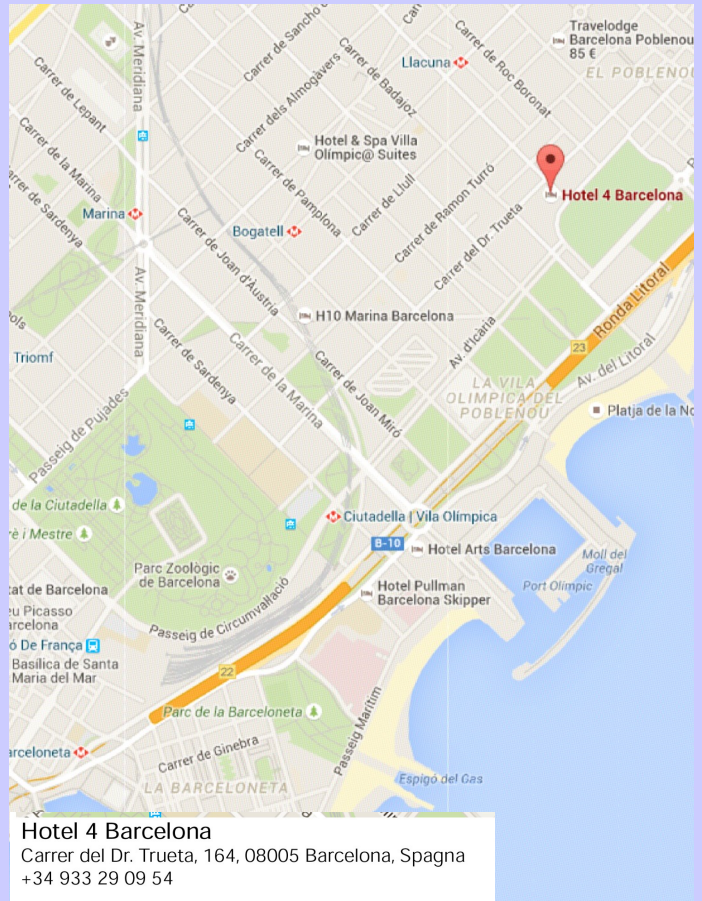 Carrer de Sancho
Travelodge
Barcelona Poblenou
85 €
EL POBLENOU
Llacuna
Carrer de Roc Boronat
Carrer de Badajoz
Carrer dels Almogàvers
Av. Meridiana
Carrer de Lepant
Hotel & Spa Villa
Olímpic@ Suites
Carrer de la Marina
Carrer de Sardenya
Carrer de Pamplona
Carrer de Llull
Carrer de Ramon Turró
Carrer del Dr. Trueta
Hotel 4 Barcelona
Marina
Bogatell
Carrer de Joan d'Àustria
Av. Meridiana
Ronda Litoral
H10 Marina Barcelona
Triomf
Carrer de Sardenya
Carrer de la Marina
Carrer de Joan Miró
Av. d'Icària
23
Av. del Litoral
LA VILA
OLIMPICA DEL
POBLENOU
Platja de la No
Passeig de Pujades
de la Ciutadella
rè i Mestre
Ciutadella | Vila Olímpica
B-10
Hotel Arts Barcelona
Moll del
Gregal
Port Olímpic
Parc Zoològic
de Barcelona
Hotel Pullman
Barcelona Skipper
tat de Barcelona
eu Picasso
arcelona
ó De França
Basílica de Santa
Maria del Mar
Passeig de Circumval·lació
22
Parc de la Barceloneta
Passeig Marítim
arceloneta
Carrer de Ginebra
LA BARCELONETA
Espigó del Gas
Hotel 4 Barcelona
Carrer del Dr. Trueta, 164, 08005 Barcelona, Spagna
+34 933 29 09 54